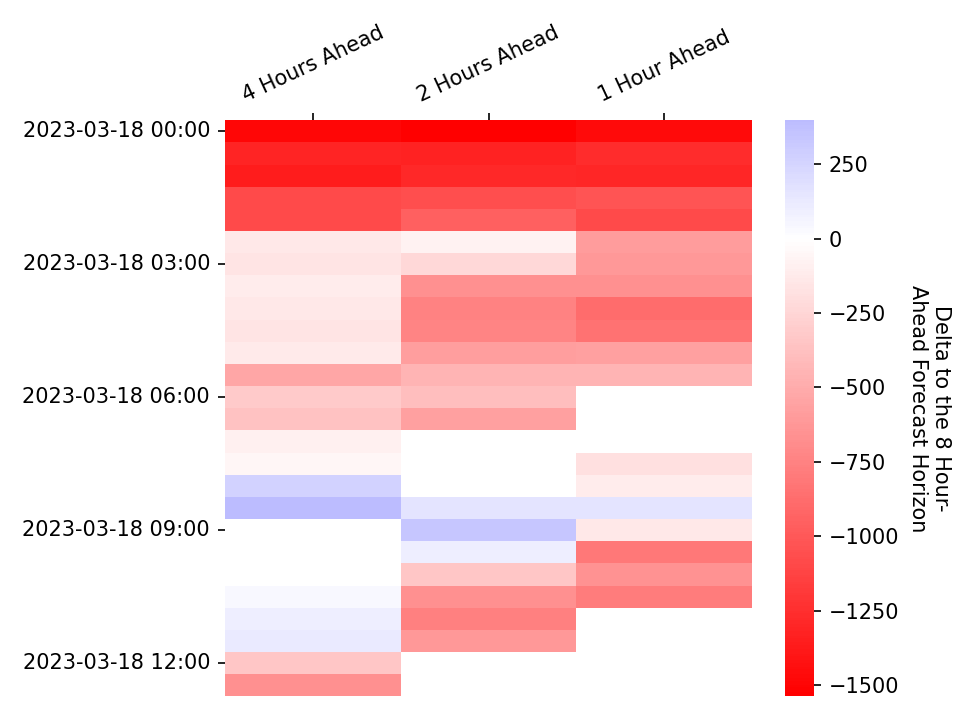 4 Hours Ahead
2 Hours Ahead
1 Hour Ahead
2023-03-18 00:00
2023-03-18 03:00
2023-03-18 06:00
2023-03-18 09:00
2023-03-18 12:00
250
0
−250
−500
−750
−1000
−1250
−1500
Delta to the 8 Hour-
Ahead Forecast Horizon